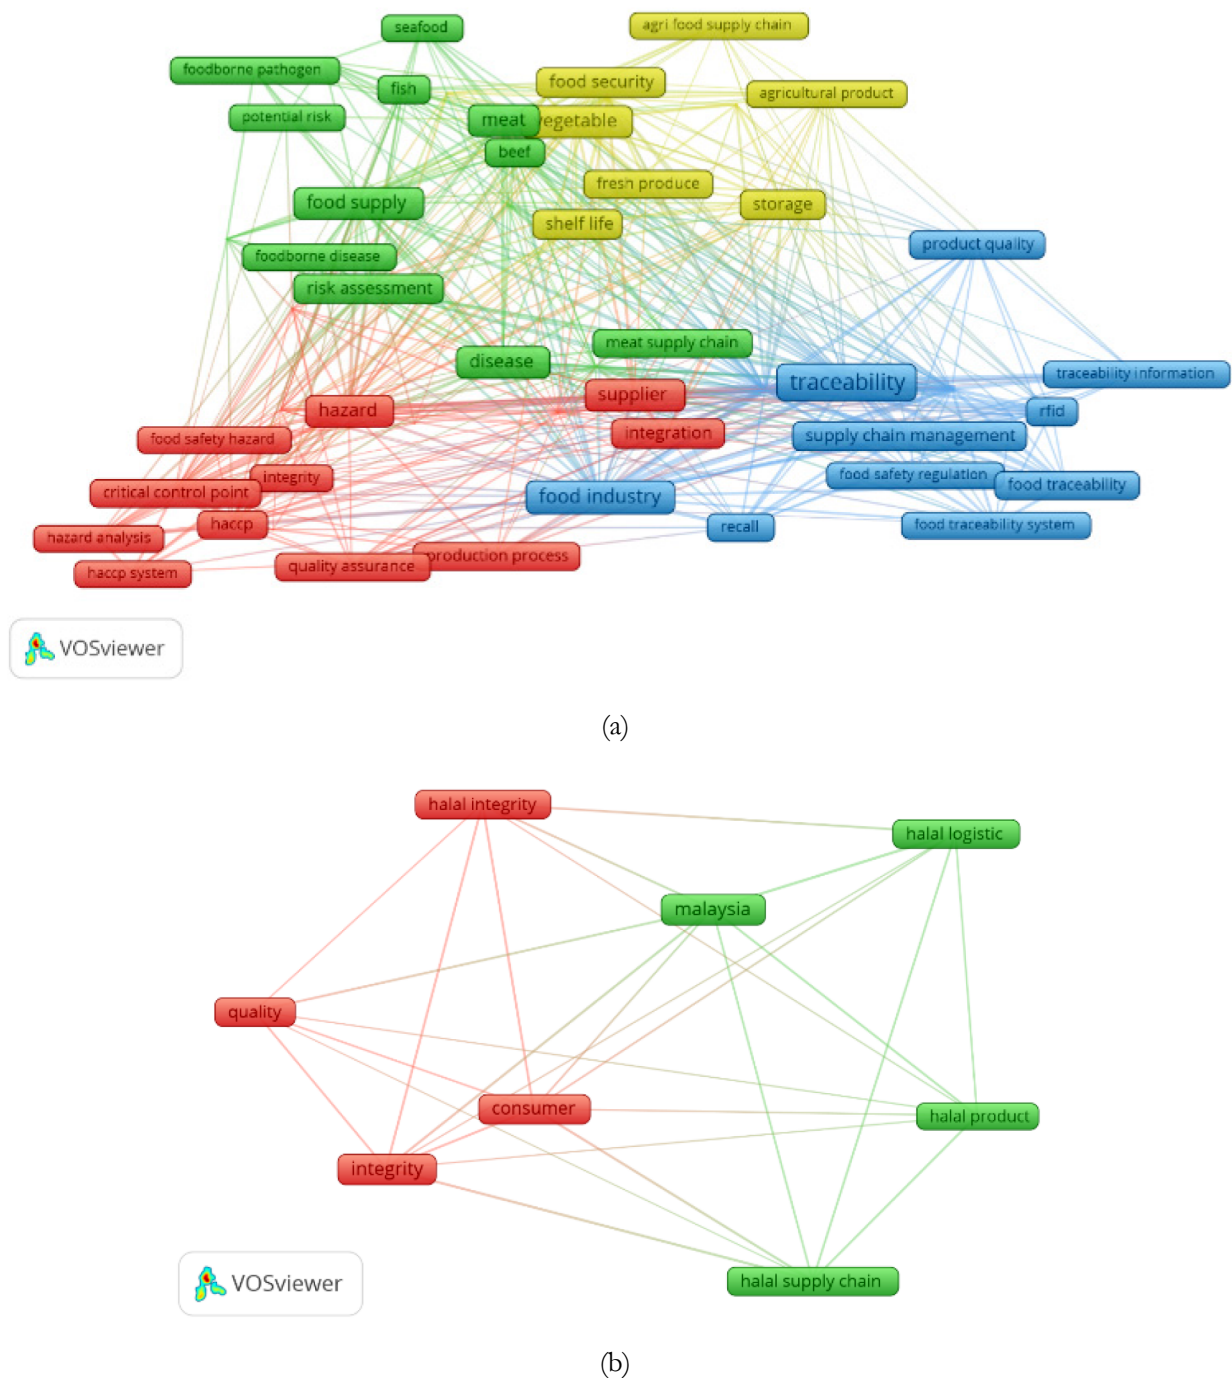 seafood
agri food supply chain
foodborne pathogen
food security
fish
agricultural product
potential risk
meat
vegetable
beef
fresh produce
food supply
storage
shelf life
product quality
foodborne disease
risk assessment
meat supply chain
disease
traceability
traceability information
supplier
hazard
rfid
integration
supply chain management
food safety hazard
integrity
food safety regulation
food traceability
critical control point
food industry
haccp
recall
food traceability system
hazard analysis
production process
quality assurance
haccp system
VOSviewer
(a)
halal integrity
halal logistic
malaysia
quality
consumer
halal product
integrity
halal supply chain
VOSviewer
(b)